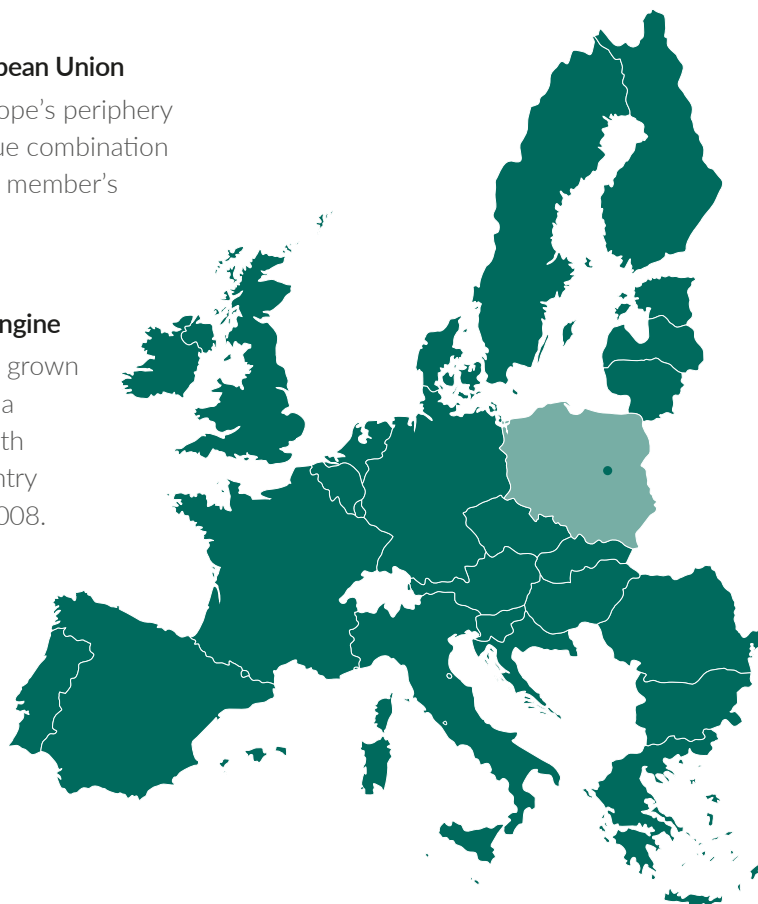 pean Union
ope’s periphery
ue combination
member’s
ngine
grown
a
th
ntry
008.